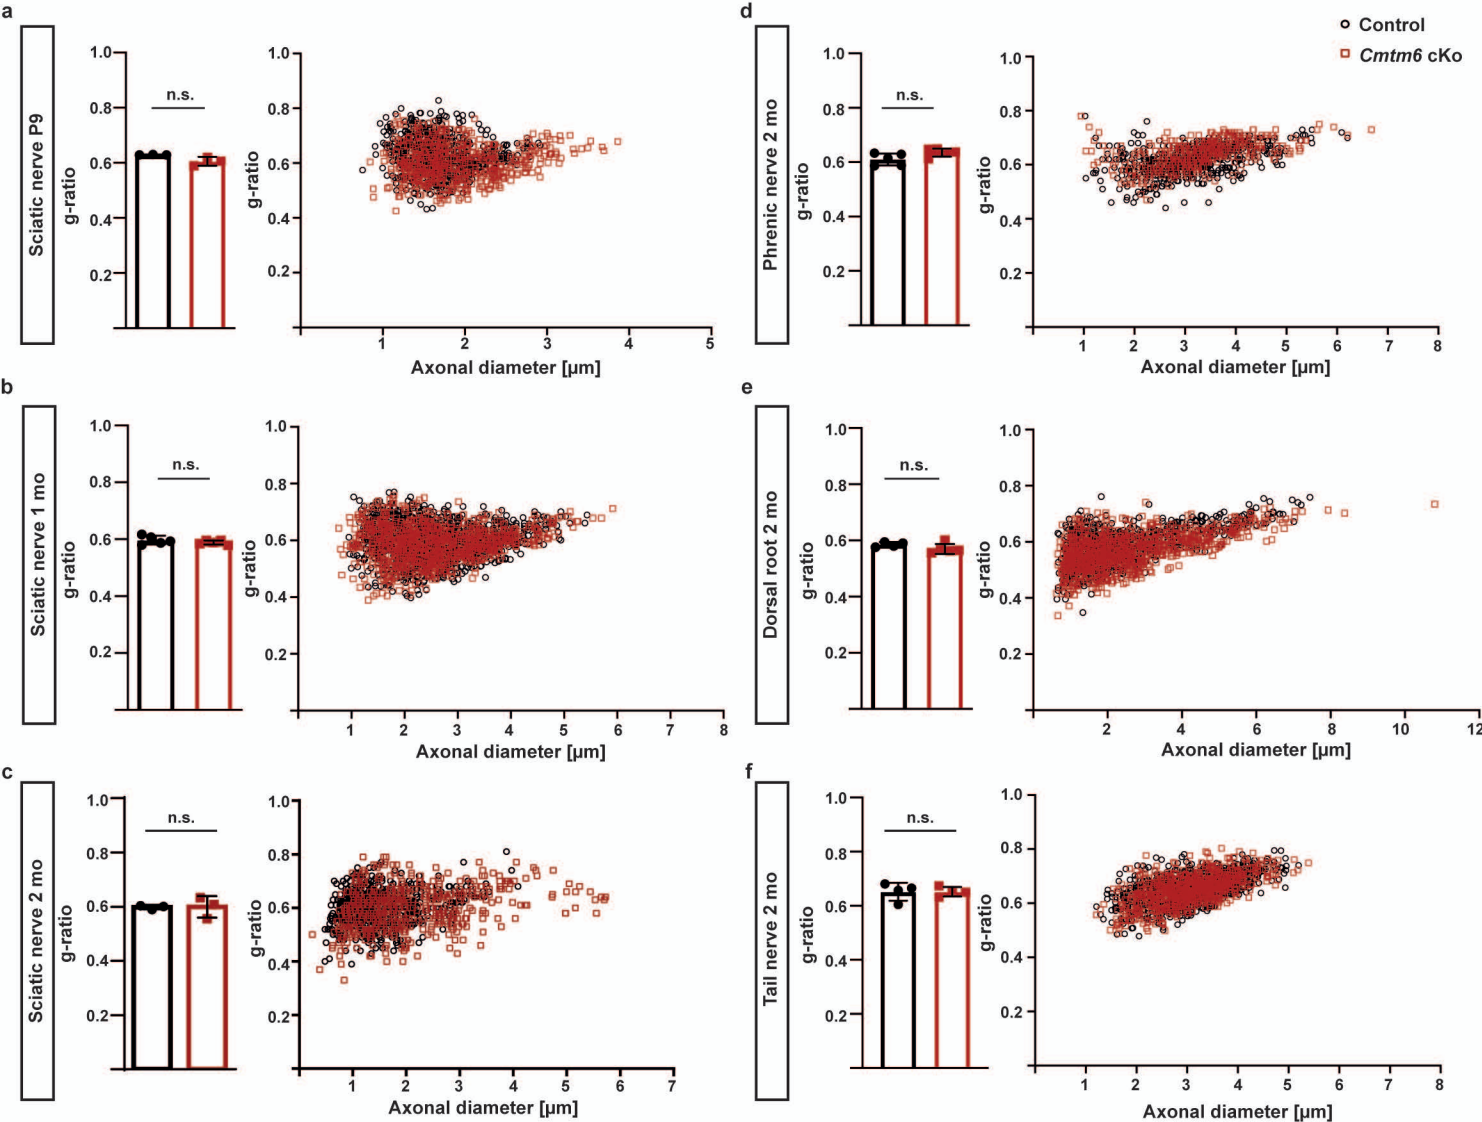 a
Sciatic nerve P9
g-ratio
1.0
0.8
0.6
0.4
0.2
n.s.
g-ratio
1.0
0.8
0.6
0.4
0.2
1 2 3 4 5
Axonal diameter [µm]
d
Phrenic nerve 2 mo
g-ratio
1.0
0.8
0.6
0.4
0.2
n.s.
g-ratio
1.0
0.8
0.6
0.4
0.2
1 2 3 4 5 6 7 8
Axonal diameter [µm]
Control
Cmtm6 cKo
b
Sciatic nerve 1 mo
g-ratio
1.0
0.8
0.6
0.4
0.2
n.s.
g-ratio
1.0
0.8
0.6
0.4
0.2
1 2 3 4 5 6 7 8
Axonal diameter [µm]
e
Dorsal root 2 mo
g-ratio
1.0
0.8
0.6
0.4
0.2
n.s.
g-ratio
1.0
0.8
0.6
0.4
0.2
2 4 6 8 10 12
Axonal diameter [µm]
c
Sciatic nerve 2 mo
g-ratio
1.0
0.8
0.6
0.4
0.2
n.s.
g-ratio
1.0
0.8
0.6
0.4
0.2
1 2 3 4 5 6 7
Axonal diameter [µm]
f
Tail nerve 2 mo
g-ratio
1.0
0.8
0.6
0.4
0.2
n.s.
g-ratio
1.0
0.8
0.6
0.4
0.2
1 2 3 4 5 6 7 8
Axonal diameter [µm]